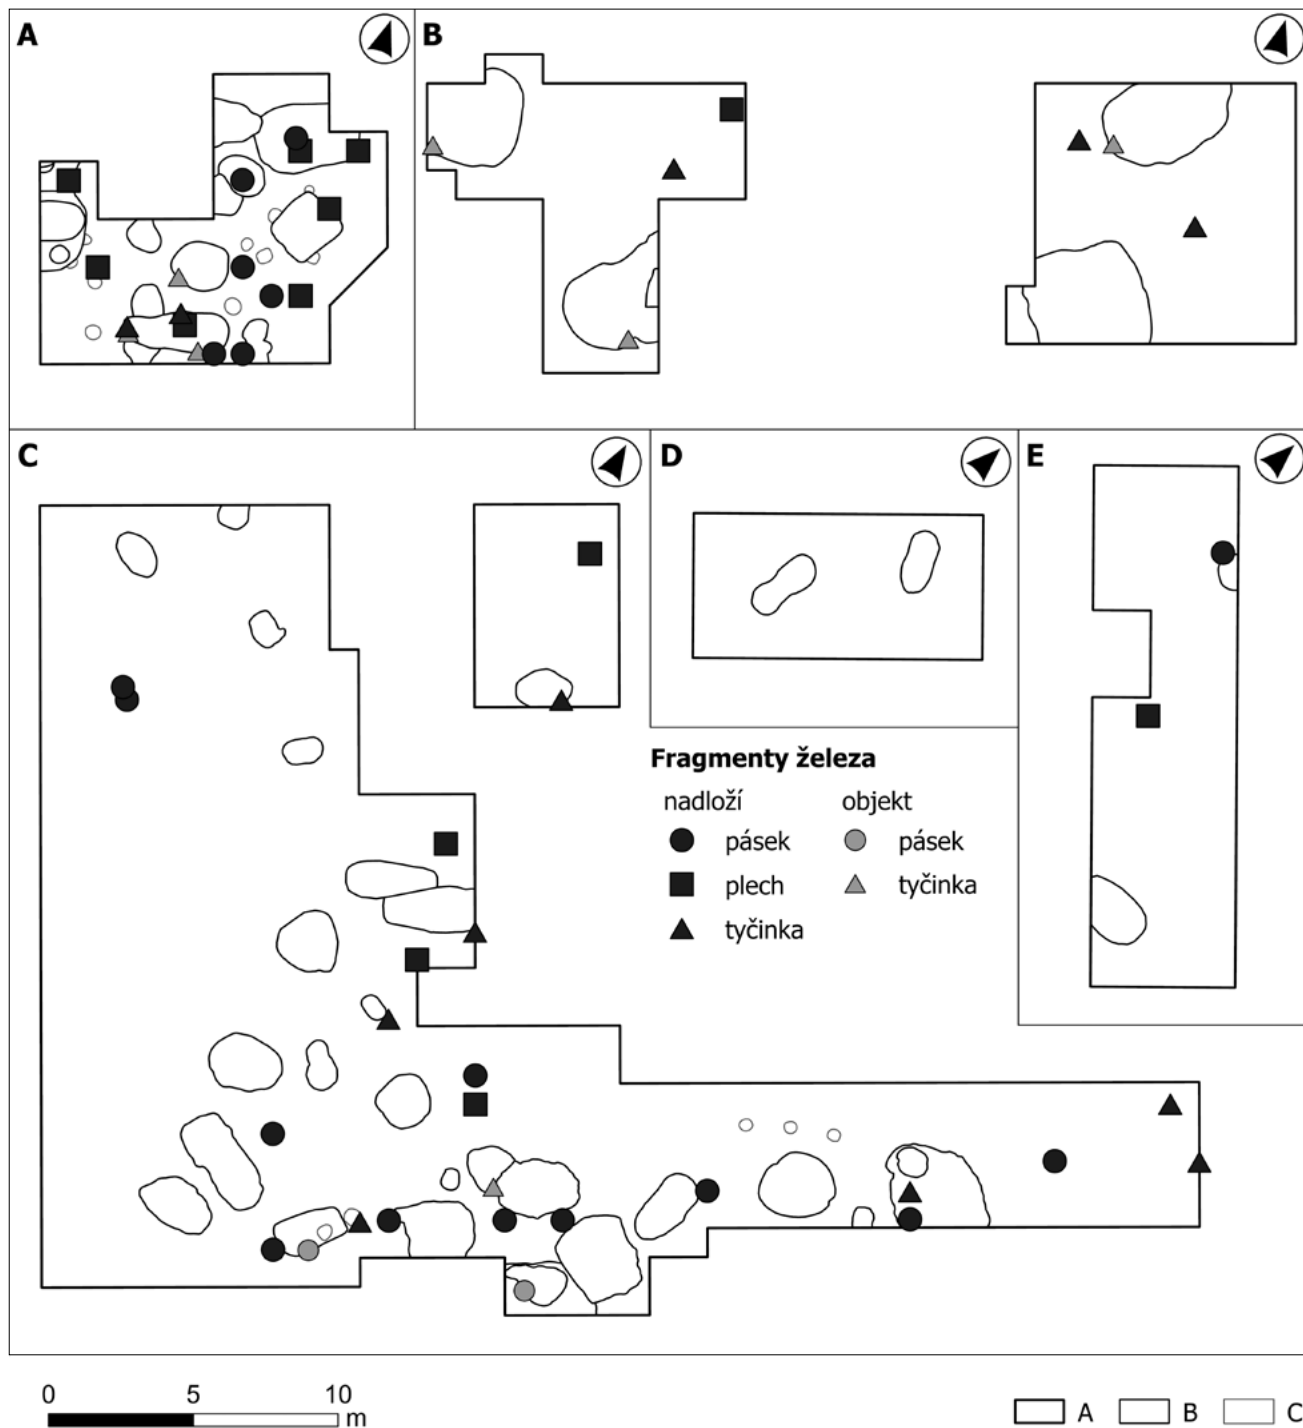 A
B
C
D
E
Fragmenty železa
nadloží objekt
pásek pásek
plech tyčinka
tyčinka
0 5 10
m
A B C